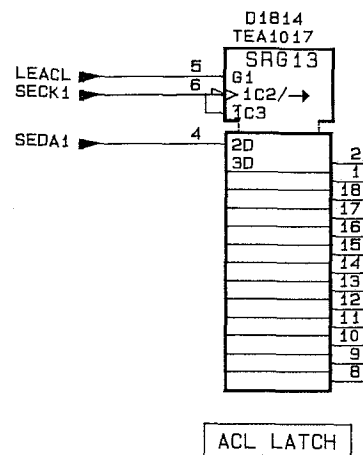 D1814
TEA1017
SRG13
LEACL 5 G1
SECK1 6 1C2/→
1C3
SEDA1 4 2D
3D
2
1
18
17
16
15
14
13
12
11
10
9
8
ACL LATCH